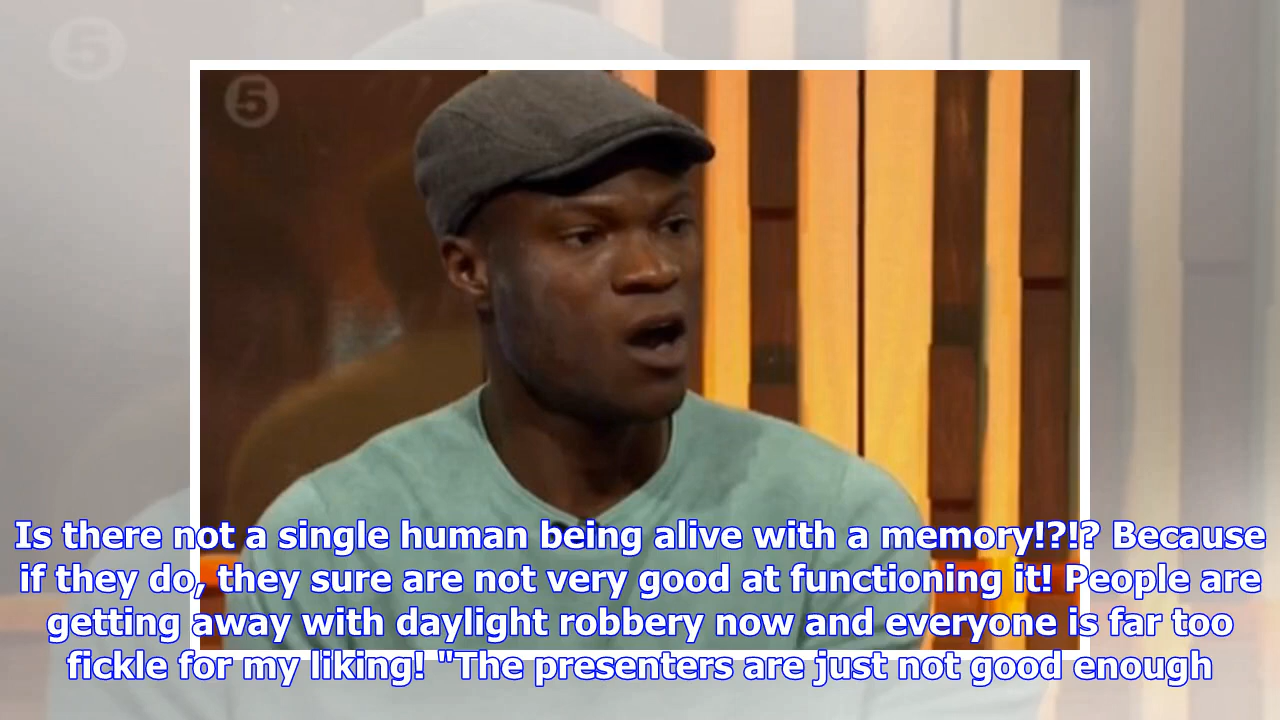 5
5
Is there not a single human being alive with a memory!?!? Because
if they do, they sure are not very good at functioning it! People are
getting away with daylight robbery now and everyone is far too
fickle for my liking! "The presenters are just not good enough